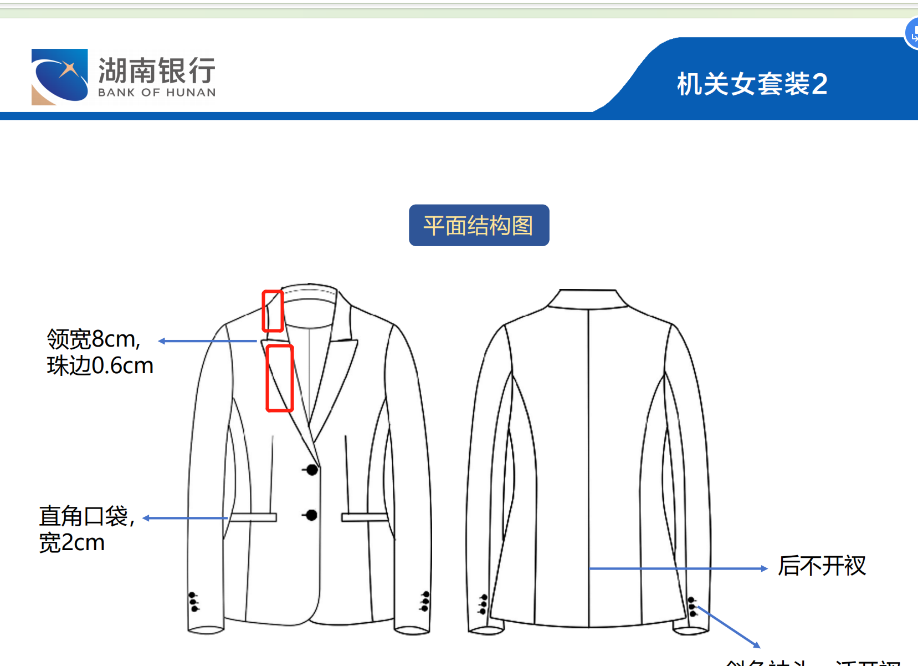 湖南银行
BANK OF HUNAN
机关女套装2
平面结构图
领宽8cm,
珠边0.6cm
直角口袋,
宽2cm
后不开衩